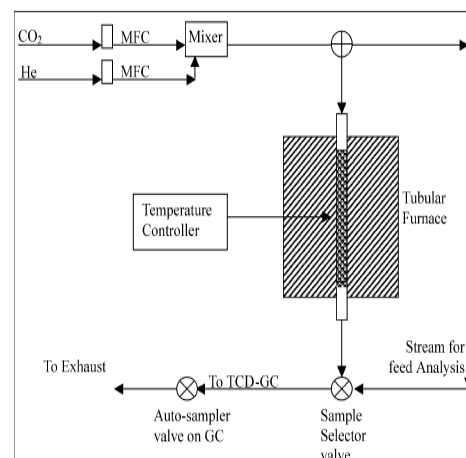 CO2 MFC Mixer
He MFC
Temperature
Controller
Tubular
Furnace
Stream for
feed Analysis
To Exhaust
To TCD-GC
Auto-sampler
valve on GC
Sample
Selector
valve